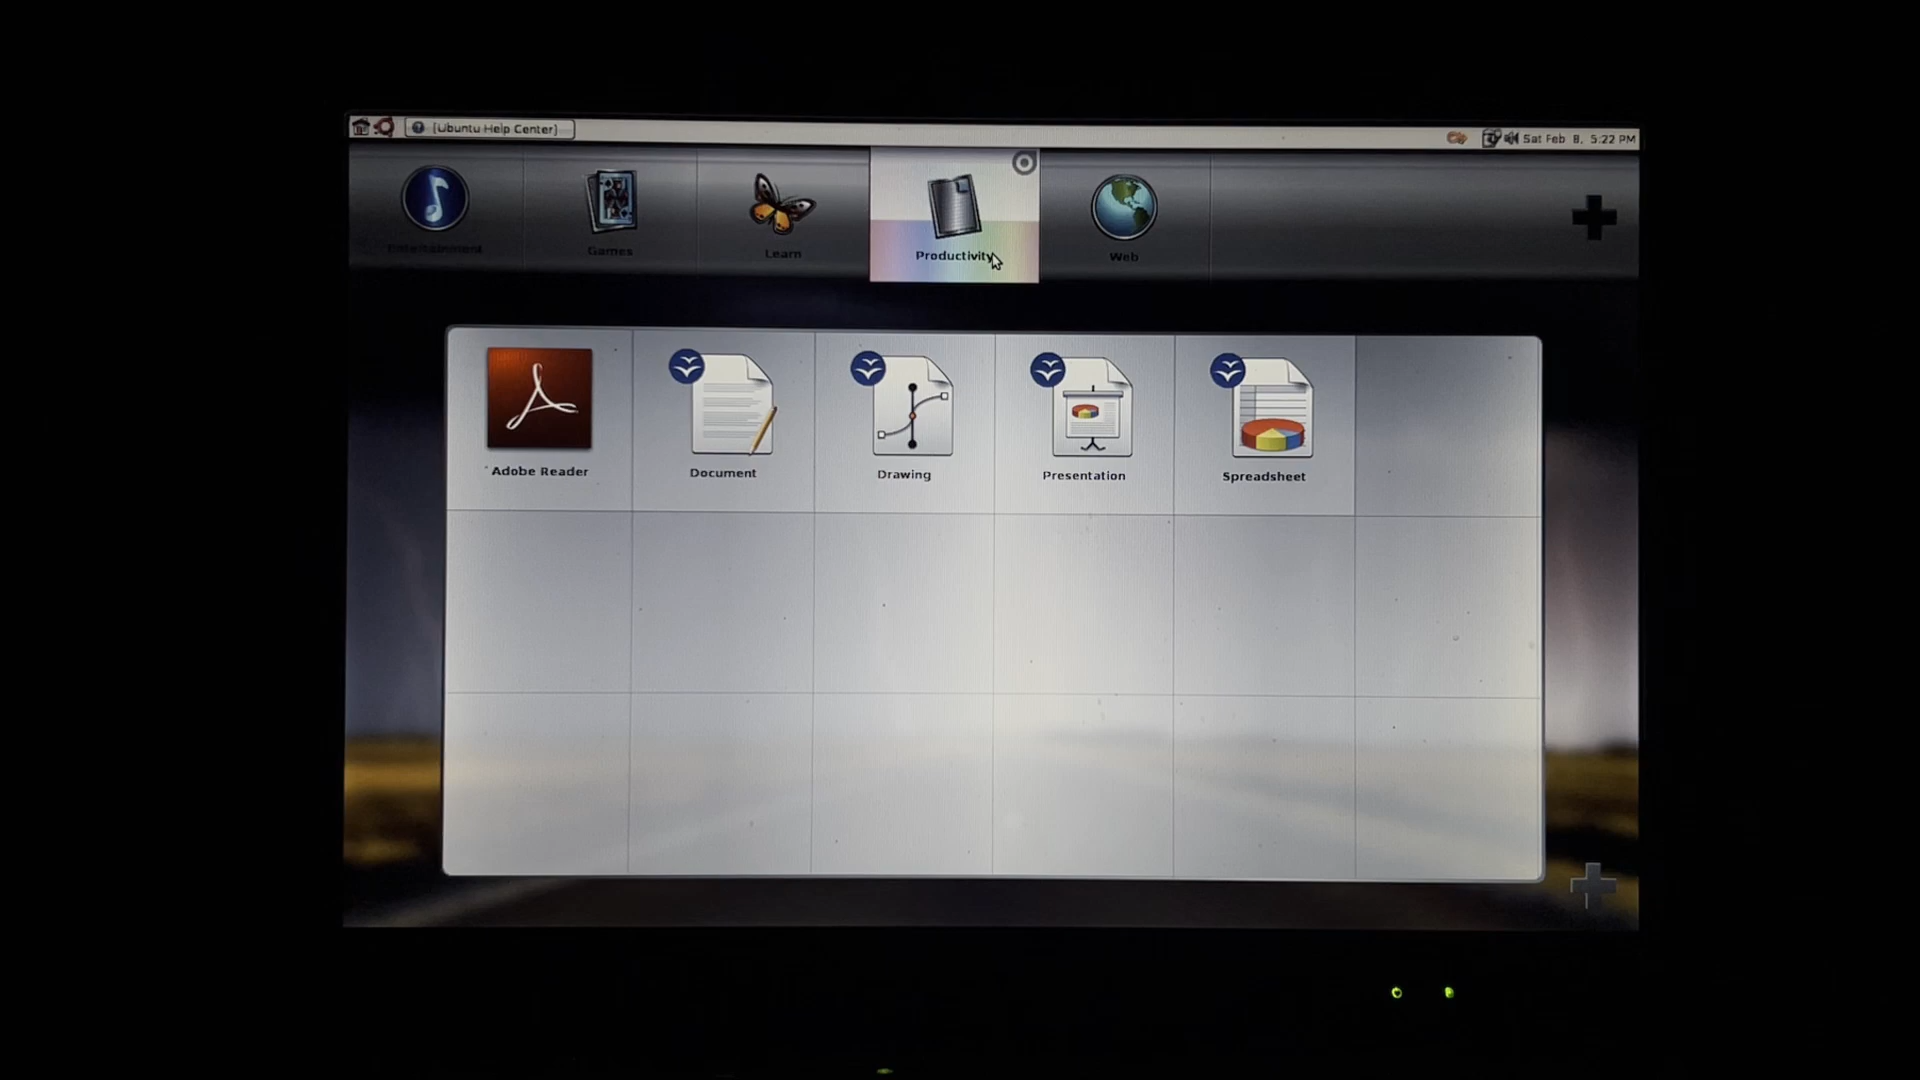 [Ubuntu Help Center]
Sat Feb 8, 5:22 PM
Entertainment
Games
Learn
Productivity
Web
Adobe Reader
Document
Drawing
Presentation
Spreadsheet